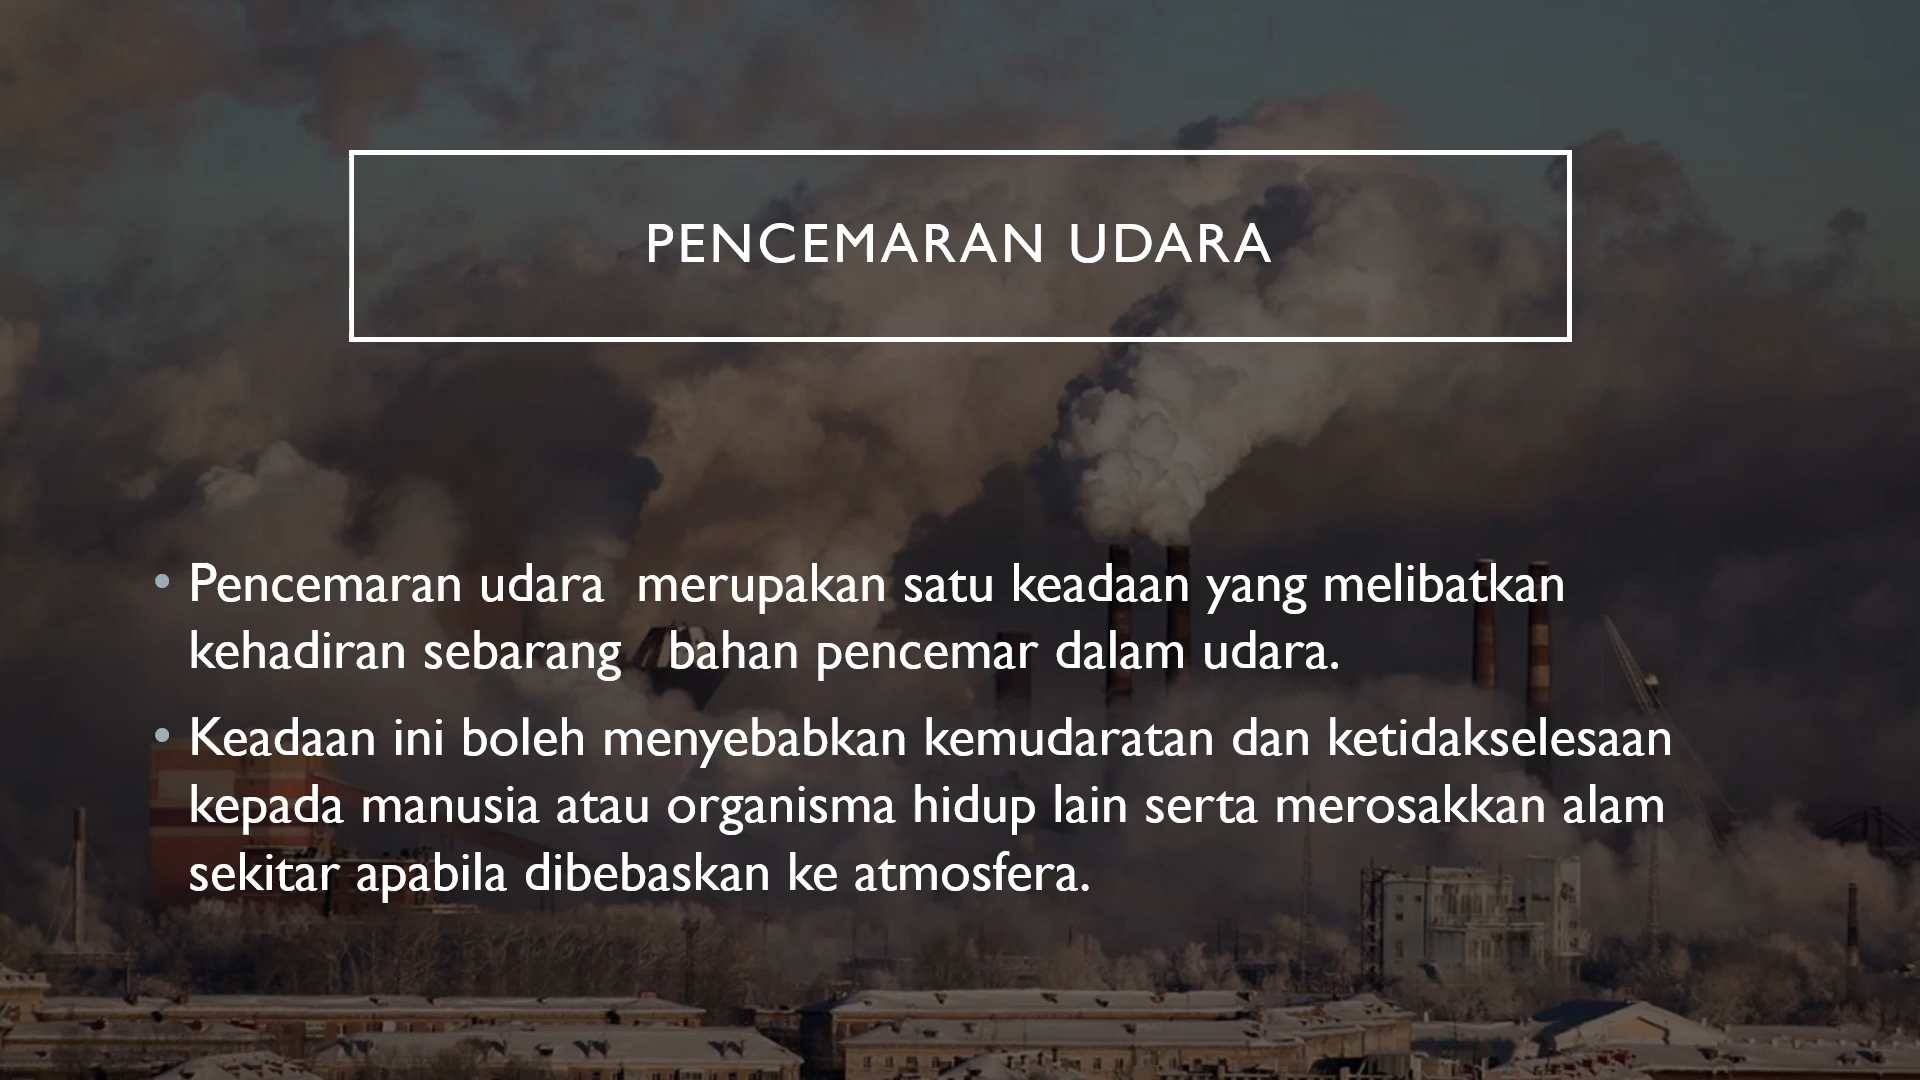 PENCEMARAN UDARA
• Pencemaran udara  merupakan satu keadaan yang melibatkan
kehadiran sebarang   bahan pencemar dalam udara.
• Keadaan ini boleh menyebabkan kemudaratan dan ketidakselesaan
kepada manusia atau organisma hidup lain serta merosakkan alam
sekitar apabila dibebaskan ke atmosfera.